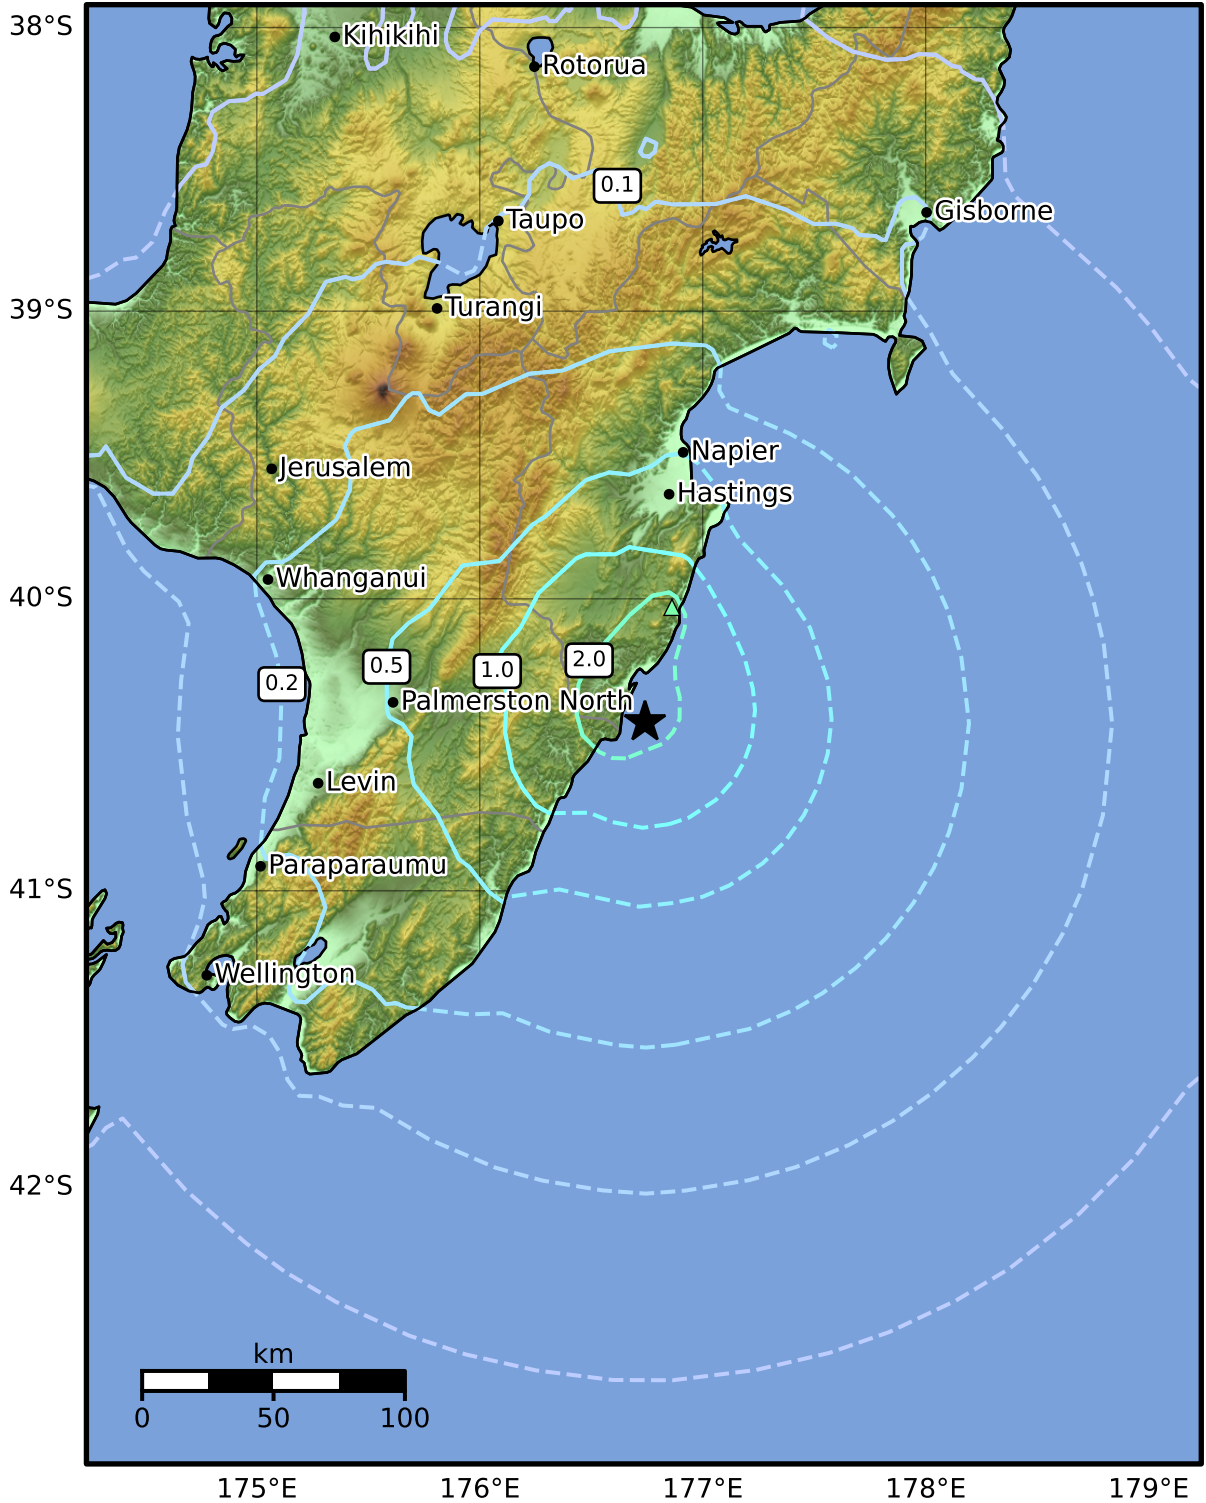 38°S
Kihikihi
Rotorua
0.1
Gisborne
Taupo
39°S
Turangi
Napier
Jerusalem
Hastings
Whanganui
40°S
0.2
0.5
1.0
2.0
Palmerston North
Levin
Paraparaumu
41°S
Wellington
42°S
km
0
50
100
175°E
176°E
177°E
178°E
179°E